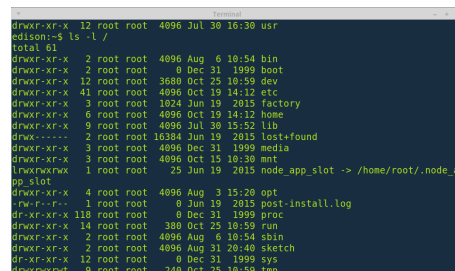 Terminal
drwxr-xr-x  12 root root  4096 Jul 30 16:30 usr
edison:~$ ls -l /
total 61
drwxr-xr-x   2 root root  4096 Aug  6 10:54 bin
drwxr-xr-x   2 root root     0 Dec 31  1999 boot
drwxr-xr-x  12 root root  3680 Oct 25 10:59 dev
drwxr-xr-x  41 root root  4096 Oct 19 14:12 etc
drwxr-xr-x   3 root root  1024 Jun 19  2015 factory
drwxr-xr-x   6 root root  4096 Oct 19 14:12 home
drwxr-xr-x   9 root root  4096 Jul 30 15:52 lib
drwx------   2 root root 16384 Jun 19  2015 lost+found
drwxr-xr-x   3 root root  4096 Dec 31  1999 media
drwxr-xr-x   3 root root  4096 Oct 15 10:30 mnt
lrwxrwxrwx   1 root root    25 Jun 19  2015 node_app_slot -> /home/root/.node_a
pp_slot
drwxr-xr-x   4 root root  4096 Aug  3 15:20 opt
-rw-r--r--   1 root root     0 Jun 19  2015 post-install.log
dr-xr-xr-x 118 root root     0 Dec 31  1999 proc
drwxr-xr-x  14 root root   380 Oct 25 10:59 run
drwxr-xr-x   2 root root  4096 Aug  6 10:54 sbin
drwxr-xr-x   2 root root  4096 Aug 31 20:40 sketch
dr-xr-xr-x  12 root root     0 Dec 31  1999 sys
drwxrwxrwt   9 root root   240 Oct 25 10:59 tmp